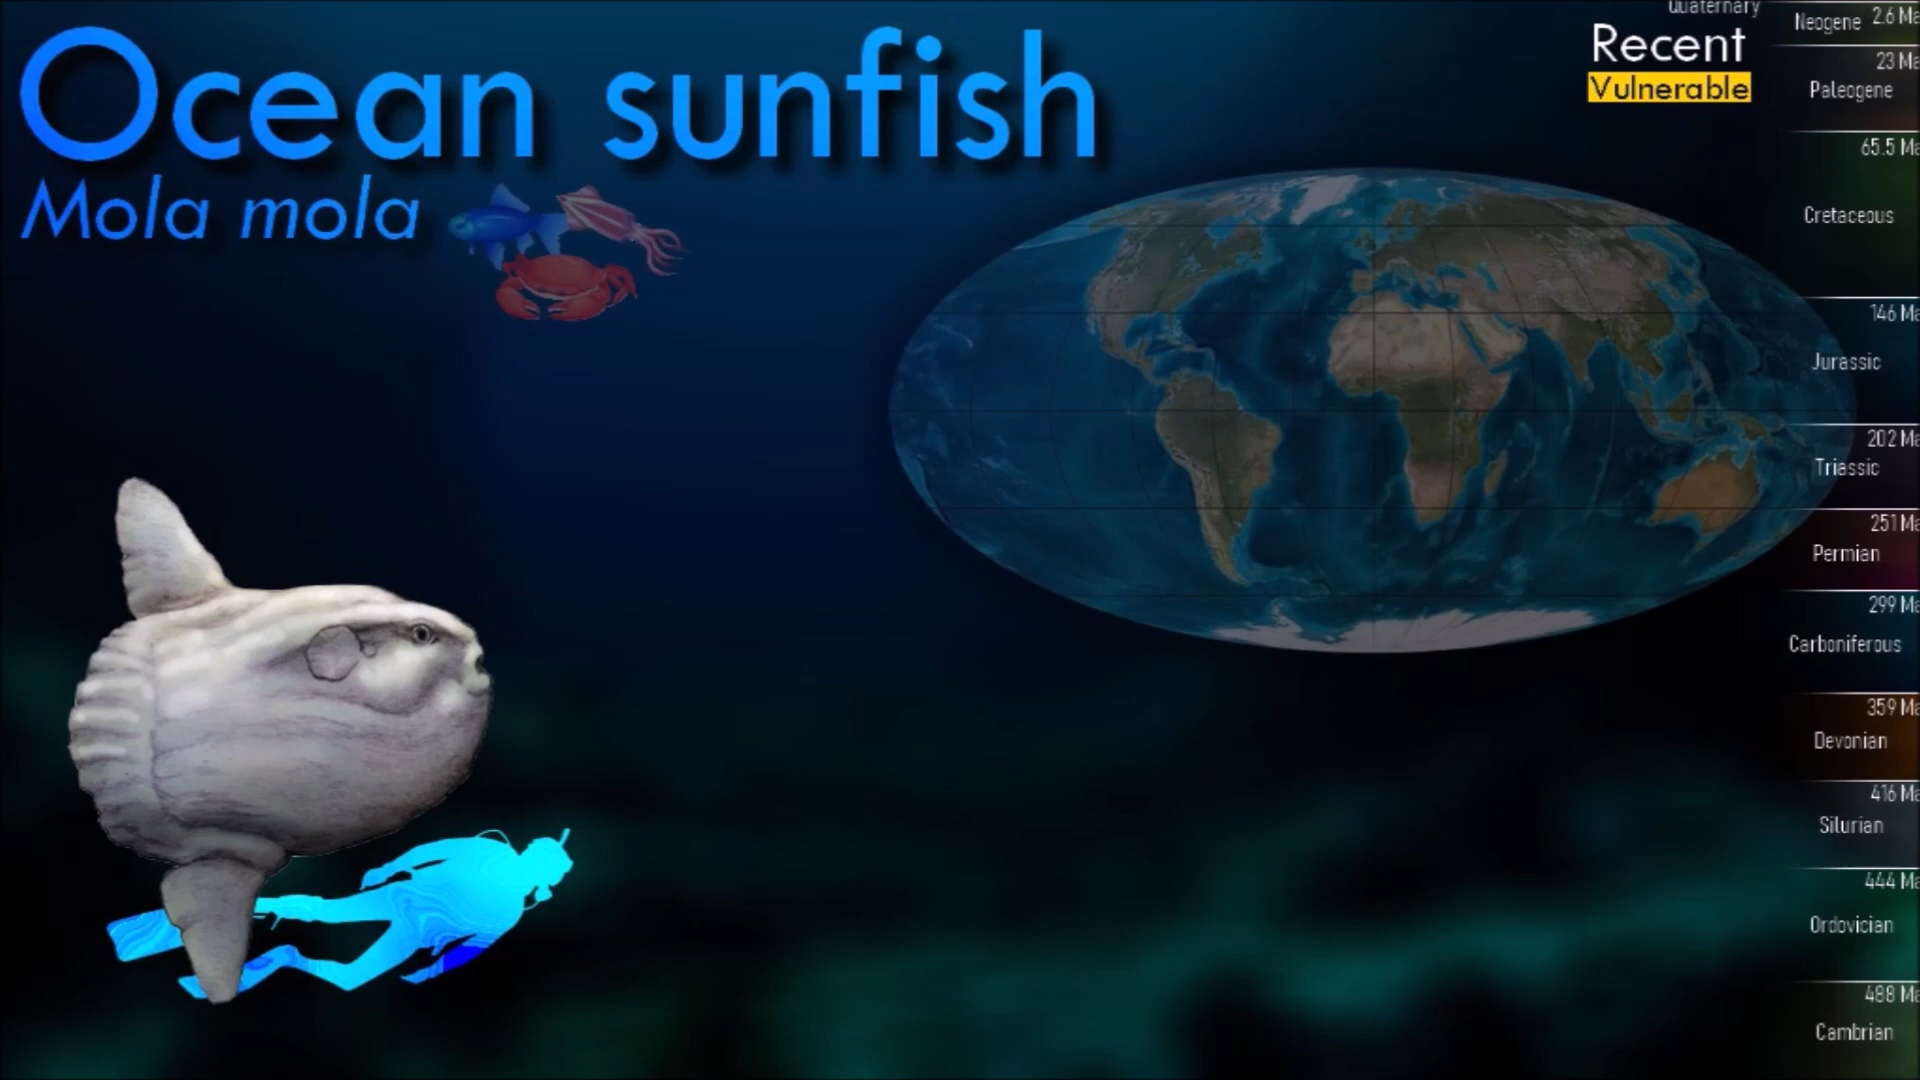 Ocean sunfish
Mola mola
Quaternary
Recent
Vulnerable
Neogene 2.6 Ma
23 Ma
Paleogene
65.5 Ma
Cretaceous
146 Ma
Jurassic
202 Ma
Triassic
251 Ma
Permian
299 Ma
Carboniferous
359 Ma
Devonian
416 Ma
Silurian
444 Ma
Ordovician
488 Ma
Cambrian